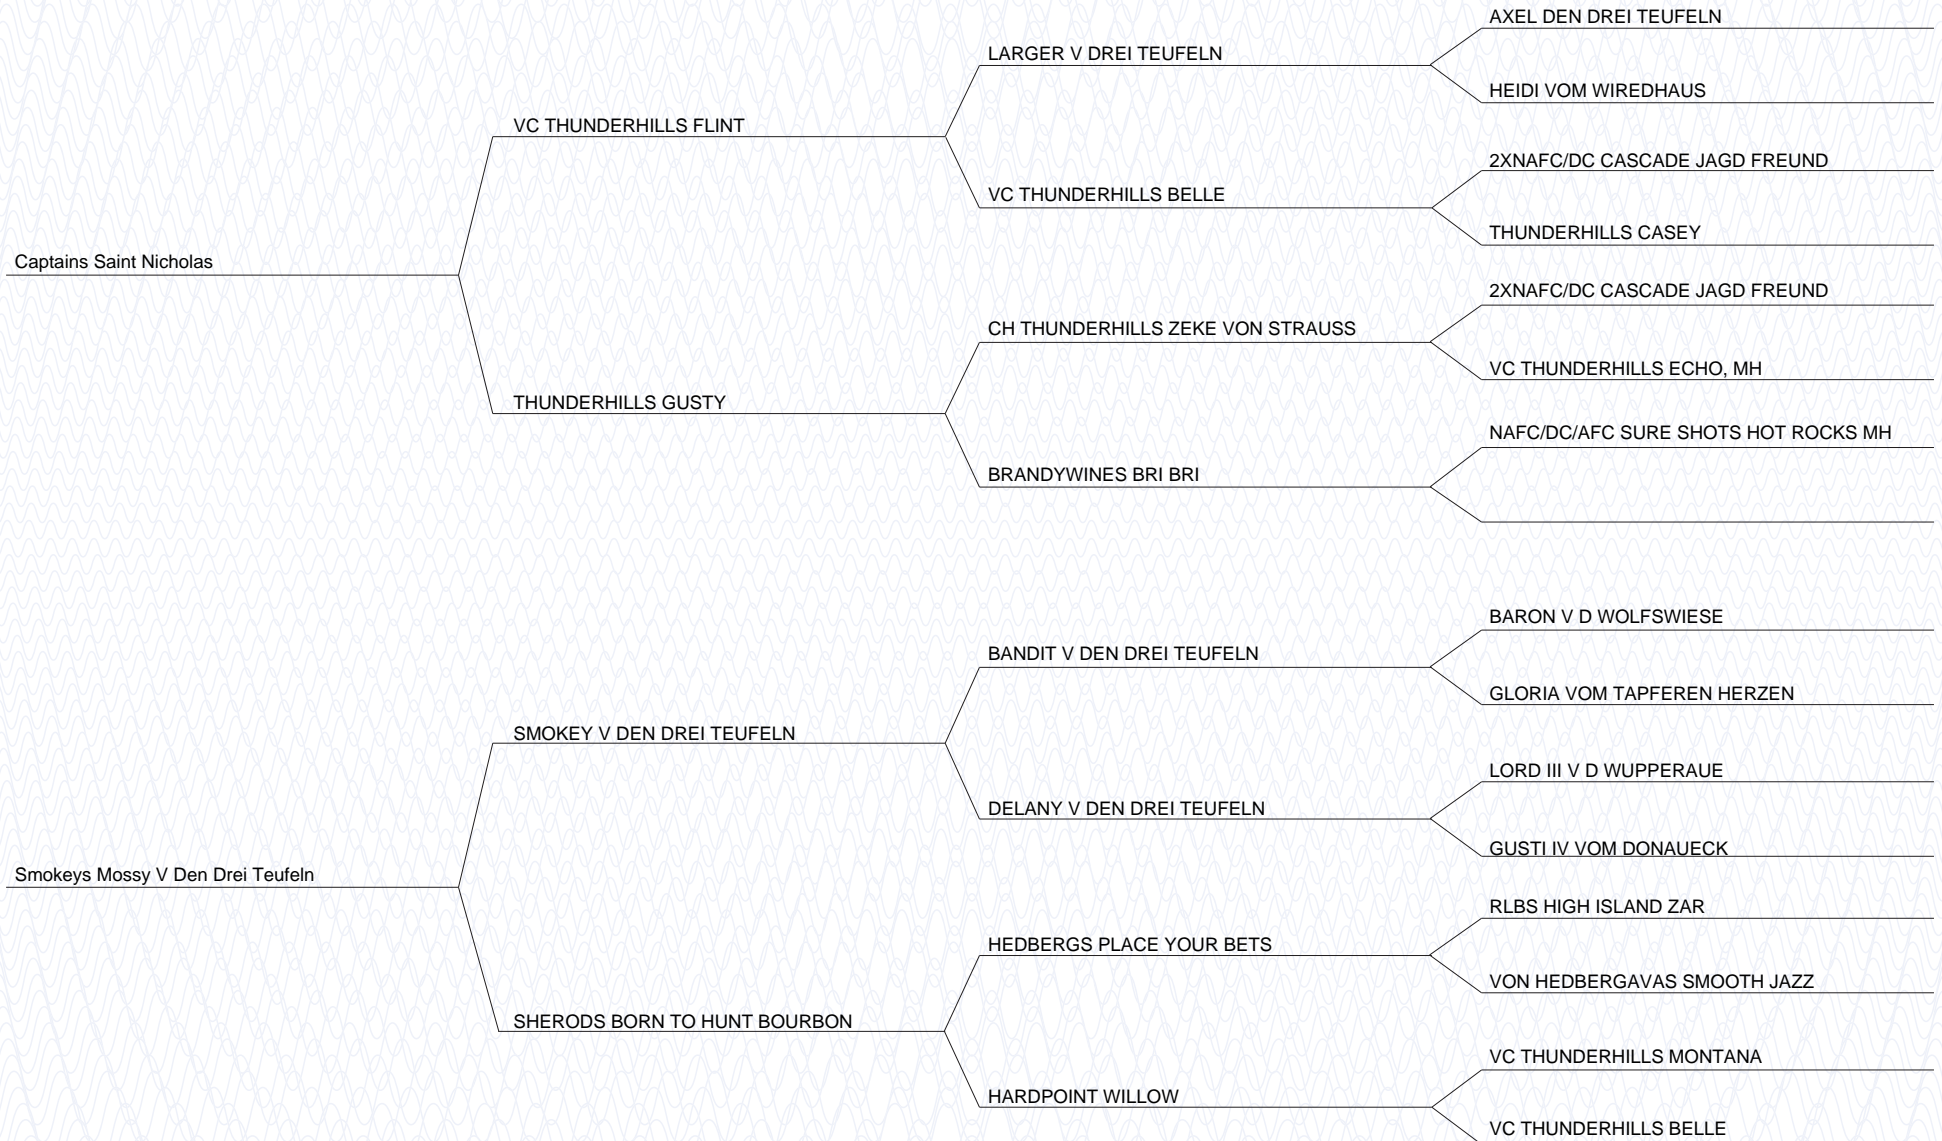 AXEL DEN DREI TEUFELN
LARGER V DREI TEUFELN
HEIDI VOM WIREDHAUS
VC THUNDERHILLS FLINT
2XNAFC/DC CASCADE JAGD FREUND
VC THUNDERHILLS BELLE
THUNDERHILLS CASEY
Captains Saint Nicholas
2XNAFC/DC CASCADE JAGD FREUND
CH THUNDERHILLS ZEKE VON STRAUSS
VC THUNDERHILLS ECHO, MH
THUNDERHILLS GUSTY
NAFC/DC/AFC SURE SHOTS HOT ROCKS MH
BRANDYWINES BRI BRI
BARON V D WOLFSWIESE
BANDIT V DEN DREI TEUFELN
GLORIA VOM TAPFEREN HERZEN
SMOKEY V DEN DREI TEUFELN
LORD III V D WUPPERAUE
DELANY V DEN DREI TEUFELN
GUSTI IV VOM DONAUECK
Smokeys Mossy V Den Drei Teufeln
RLBS HIGH ISLAND ZAR
HEDBERGS PLACE YOUR BETS
VON HEDBERGAVAS SMOOTH JAZZ
SHERODS BORN TO HUNT BOURBON
VC THUNDERHILLS MONTANA
HARDPOINT WILLOW
VC THUNDERHILLS BELLE